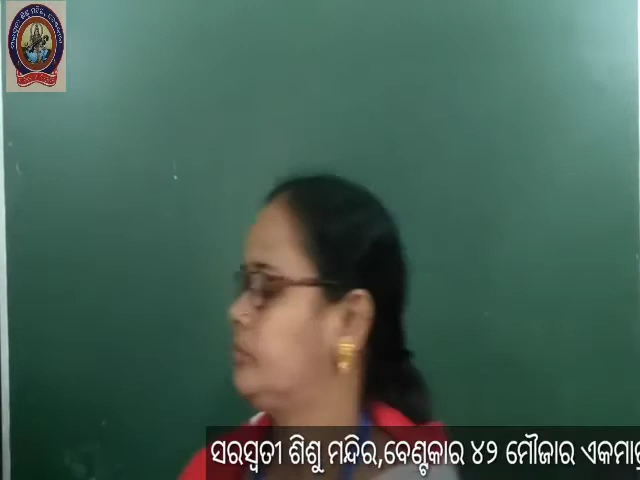 ସରସ୍ୱତୀ ଶିଶୁ ମନ୍ଦିର,ବେଣ୍ଟକାର ୪୨ ମୌଜାର ଏକମାତ୍ର